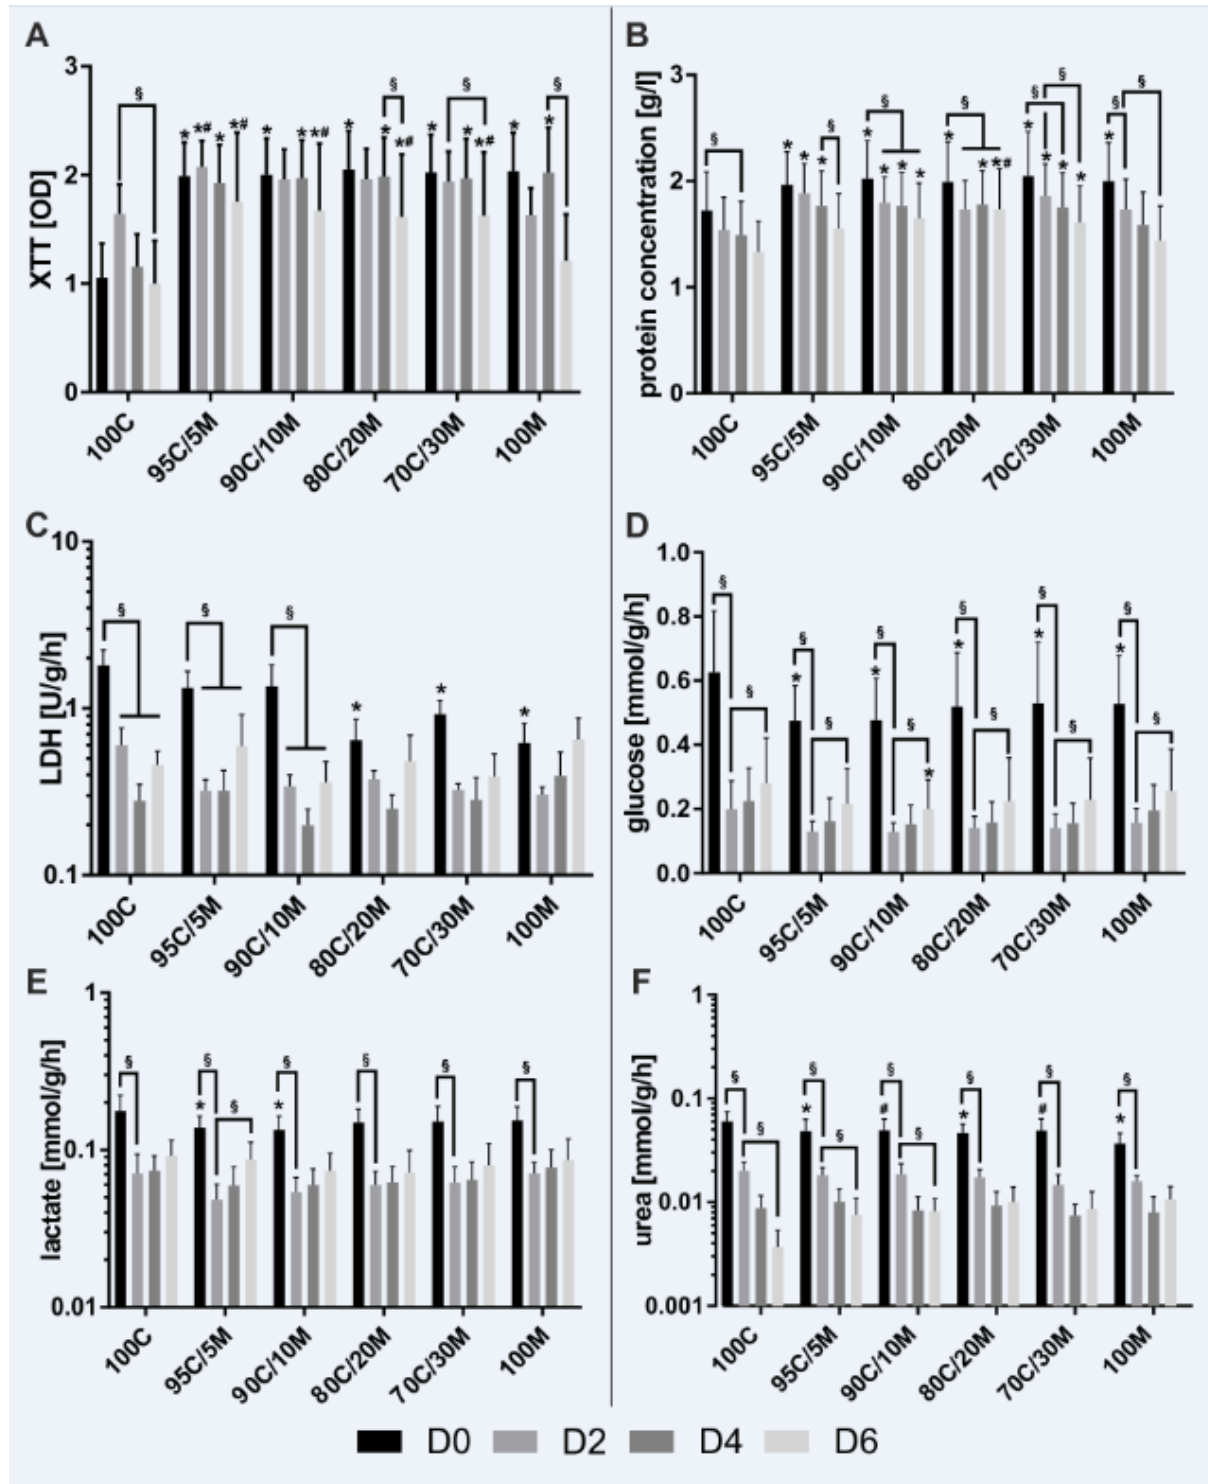 A
XTT [OD]
3
2
1
0
§
* *# * *#
* * *#
§
* * *#
§
* * *#
§
* *
100C
95C/5M
90C/10M
80C/20M
70C/30M
100M
B
protein concentration [g/l]
3
2
1
0
§
* * * §
§
* * * *
§
* * *#
§ §
* * * *
§ §
*
100C
95C/5M
90C/10M
80C/20M
70C/30M
100M
C
LDH [U/g/h]
10
1
0.1
§
§
§
*
*
*
100C
95C/5M
90C/10M
80C/20M
70C/30M
100M
D
glucose [mmol/g/h]
1.0
0.8
0.6
0.4
0.2
0.0
§ §
§ * §
§ * § *
§ * §
§ * §
§ * §
100C
95C/5M
90C/10M
80C/20M
70C/30M
100M
E
lactate [mmol/g/h]
1
0.1
0.01
§
§ * §
§ *
§
§
§
100C
95C/5M
90C/10M
80C/20M
70C/30M
100M
F
urea [mmol/g/h]
1
0.1
0.01
0.001
§ §
§ * §
§ # §
§ *
§ #
§ *
100C
95C/5M
90C/10M
80C/20M
70C/30M
100M
D0 D2 D4 D6